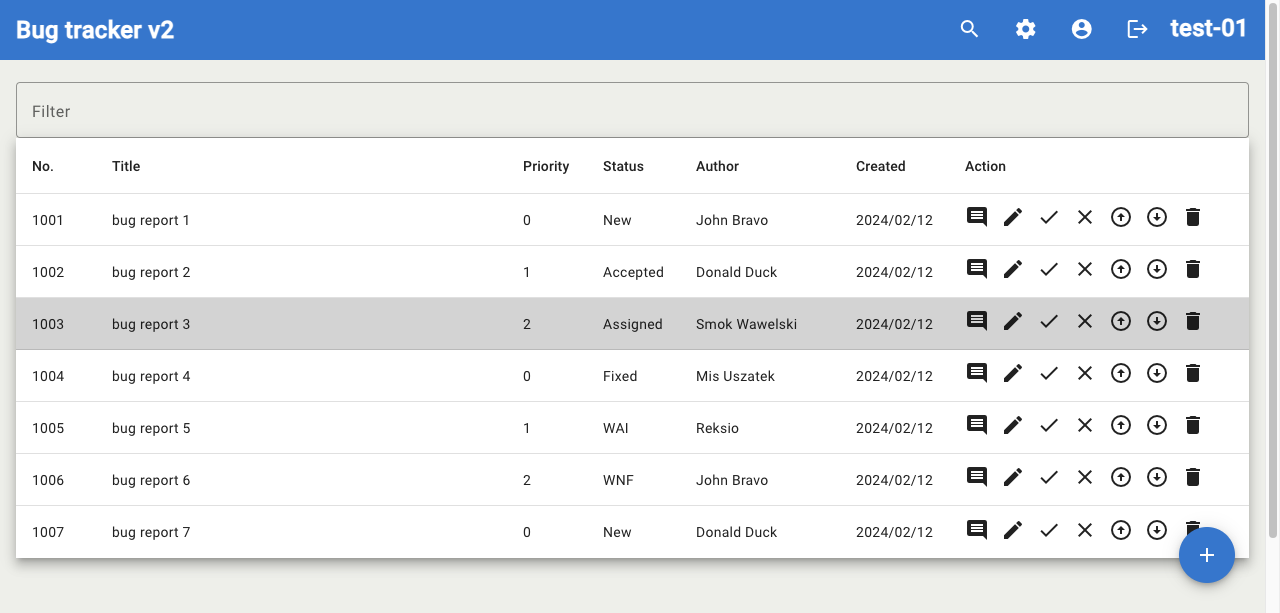 Bug tracker v2 test-01
Filter
No. Title Priority Status Author Created Action
1001 bug report 1 0 New John Bravo 2024/02/12
1002 bug report 2 1 Accepted Donald Duck 2024/02/12
1003 bug report 3 2 Assigned Smok Wawelski 2024/02/12
1004 bug report 4 0 Fixed Mis Uszatek 2024/02/12
1005 bug report 5 1 WAI Reksio 2024/02/12
1006 bug report 6 2 WNF John Bravo 2024/02/12
1007 bug report 7 0 New Donald Duck 2024/02/12